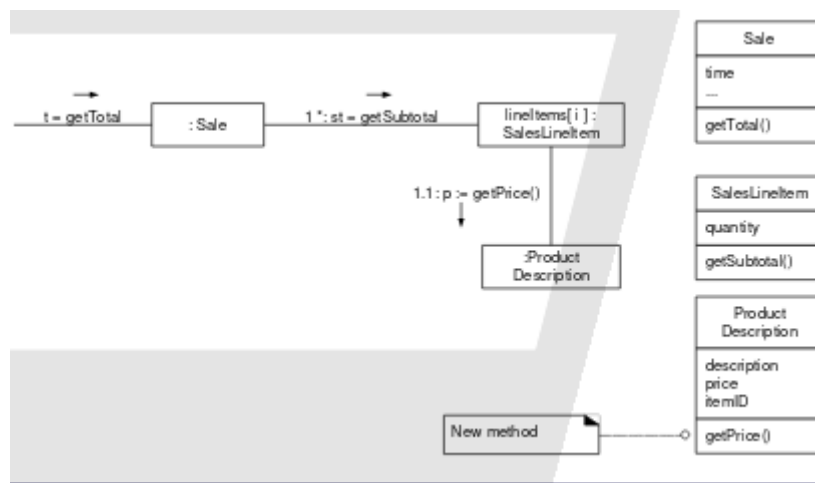 t = getTotal
: Sale
1 *: st = getSubtotal
lineItems[ i ] :
SalesLineItem
1.1 : p := getPrice()
:Product
Description
New method
Sale
time
...
getTotal()
SalesLineItem
quantity
getSubtotal()
Product
Description
description
price
itemID
getPrice()